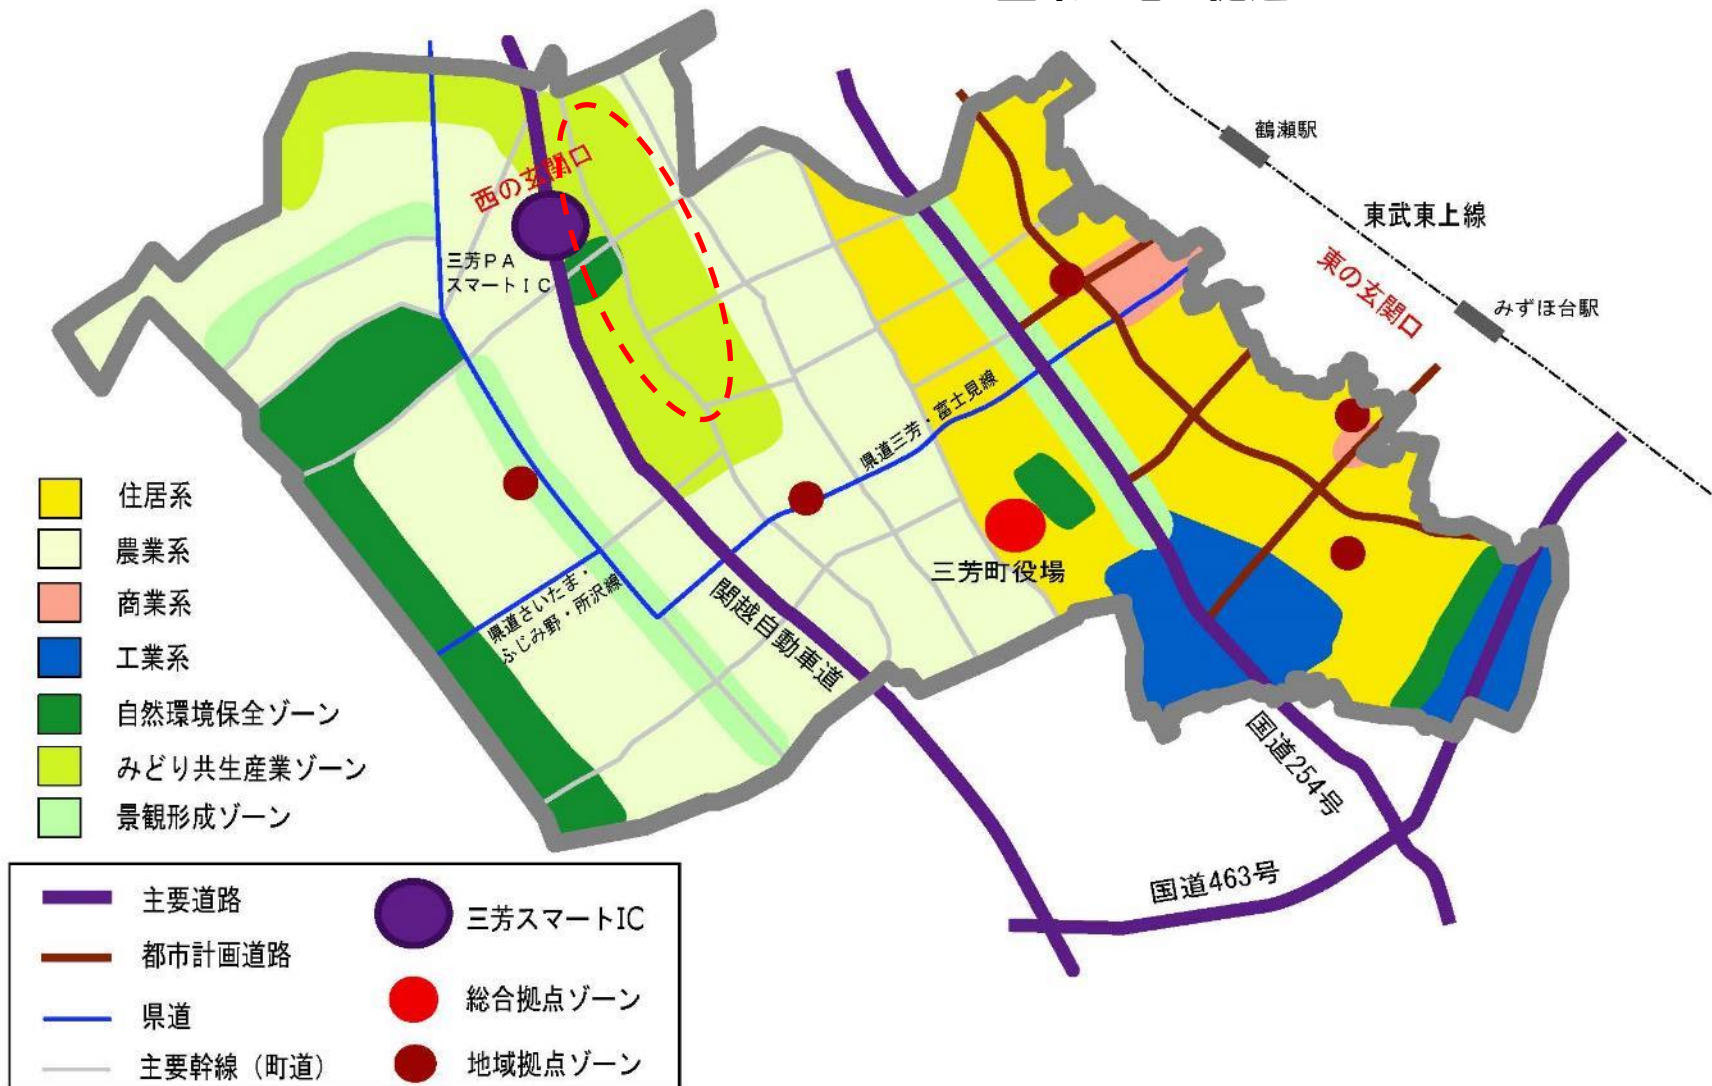 鶴瀬駅
東武東上線
西の玄関口
東の玄関口
三芳PA
スマートIC
みずほ台駅
県道三芳・富士見線
三芳町役場
県道さいたま・
ふじみ野・所沢線
関越自動車道
国道254号
国道463号
住居系
農業系
商業系
工業系
自然環境保全ゾーン
みどり共生産業ゾーン
景観形成ゾーン
主要道路
三芳スマートIC
都市計画道路
総合拠点ゾーン
県道
主要幹線（町道）
地域拠点ゾーン